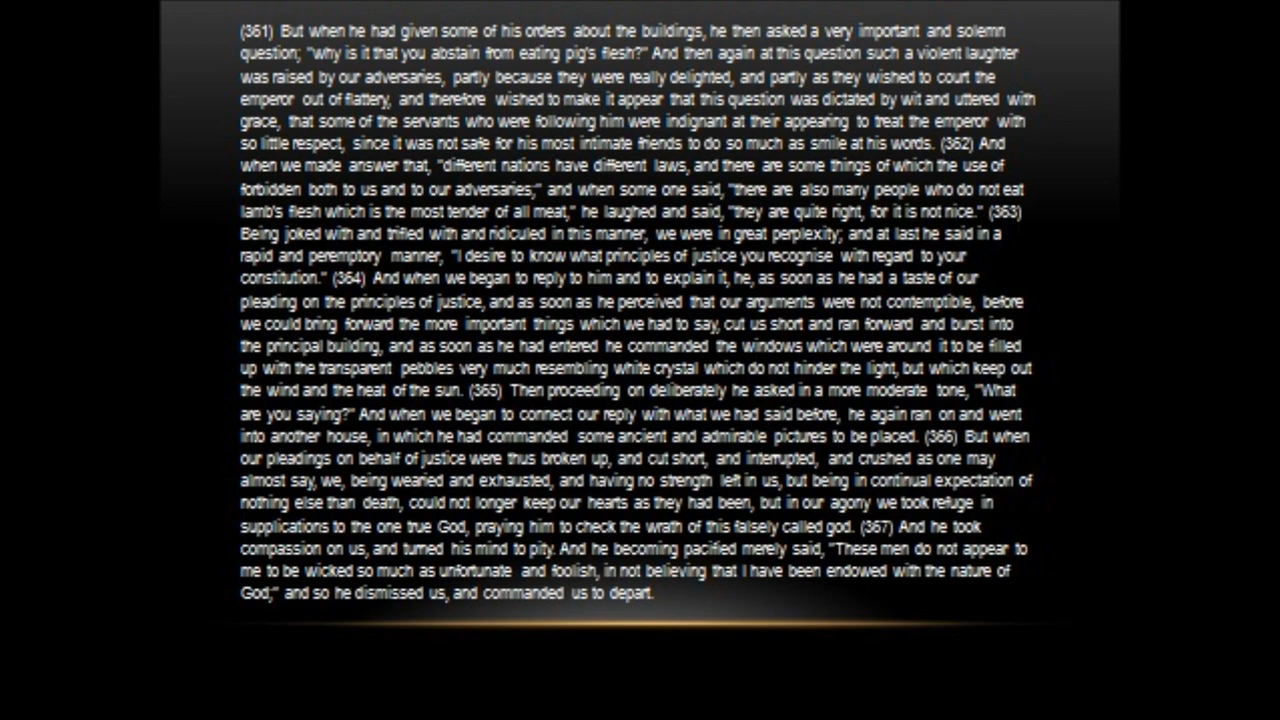 (361) But when he had given some of his orders about the buildings, he then asked a very important and solemn
question; "why is it that you abstain from eating pig's flesh?" And then again at this question such a violent laughter
was raised by our adversaries, partly because they were really delighted, and partly as they wished to court the
emperor out of flattery, and therefore wished to make it appear that this question was dictated by wit and uttered with
grace, that some of the servants who were following him were indignant at their appearing to treat the emperor with
so little respect, since it was not safe for his most intimate friends to do so much as smile at his words. (362) And
when we made answer that, "different nations have different laws, and there are some things of which the use of
forbidden both to us and to our adversaries;" and when some one said, "there are also many people who do not eat
lamb's flesh which is the most tender of all meat," he laughed and said, "they are quite right, for it is not nice." (363)
Being joked with and trifled with and ridiculed in this manner, we were in great perplexity; and at last he said in a
rapid and peremptory manner, "I desire to know what principles of justice you recognise with regard to your
constitution." (364) And when we began to reply to him and to explain it, he, as soon as he had a taste of our
pleading on the principles of justice, and as soon as he perceived that our arguments were not contemptible, before
we could bring forward the more important things which we had to say, cut us short and ran forward and burst into
the principal building, and as soon as he had entered he commanded the windows which were around it to be filled
up with the transparent pebbles very much resembling white crystal which do not hinder the light, but which keep out
the wind and the heat of the sun. (365) Then proceeding on deliberately he asked in a more moderate tone, "What
are you saying?" And when we began to connect our reply with what we had said before, he again ran on and went
into another house, in which he had commanded some ancient and admirable pictures to be placed. (366) But when
our pleadings on behalf of justice were thus broken up, and cut short, and interrupted, and crushed as one may
almost say, we, being wearied and exhausted, and having no strength left in us, but being in continual expectation of
nothing else than death, could not longer keep our hearts as they had been, but in our agony we took refuge in
supplications to the one true God, praying him to check the wrath of this falsely called god. (367) And he took
compassion on us, and turned his mind to pity. And he becoming pacified merely said, "These men do not appear to
me to be wicked so much as unfortunate and foolish, in not believing that I have been endowed with the nature of
God;" and so he dismissed us, and commanded us to depart.